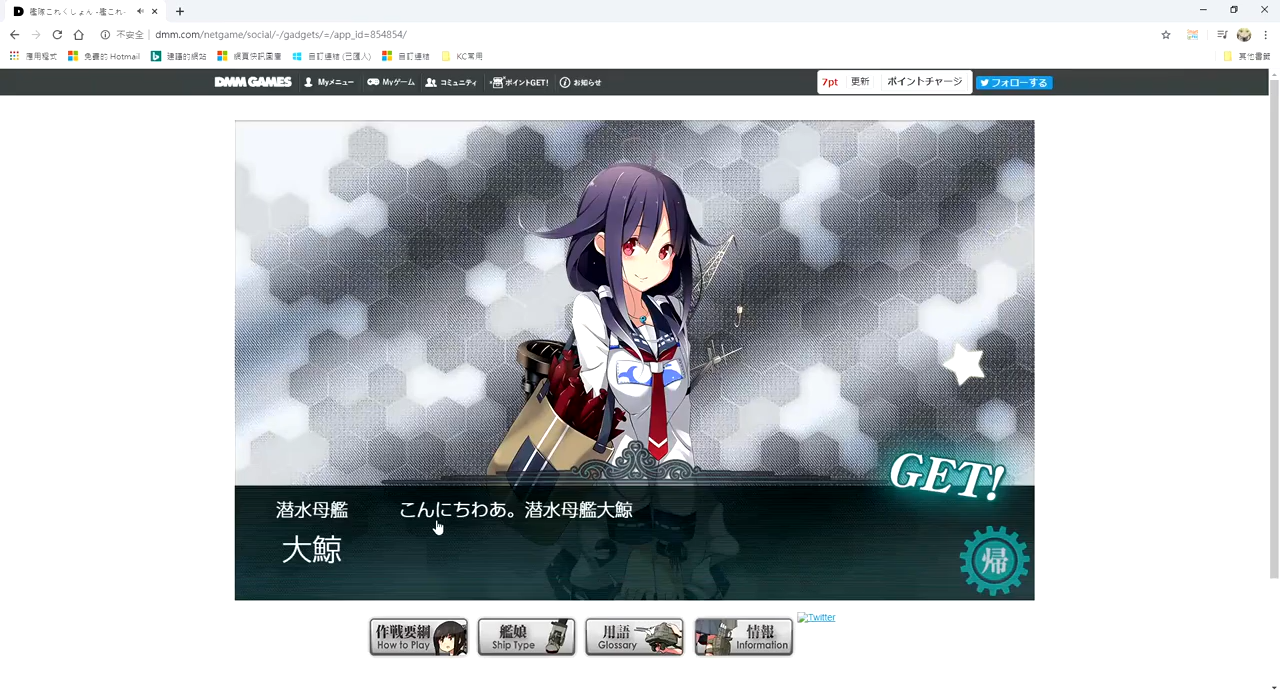 艦隊これくしょん -艦これ-
不安全 dmm.com/netgame/social/-/gadgets/=/app_id=854854/
應用程式 免費的 Hotmail 建議的網站 網頁快訊圖庫 自訂連結 (已匯入) 自訂連結 KC常用 其他書籤
DMM GAMES Myメニュー Myゲーム コミュニティ ポイントGET! お知らせ 7pt 更新 ポイントチャージ フォローする
GET!
潜水母艦 こんにちわあ。潜水母艦大鯨
大鯨
帰
Twitter
作戦要綱 艦娘 用語 情報
How to Play Ship Type Glossary Information